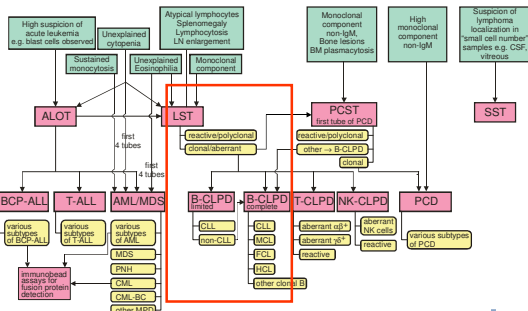 High suspicion of
acute leukemia
e.g. blast cells observed
Unexplained
cytopenia
Atypical lymphocytes
Splenomegaly
Lymphocytosis
LN enlargement
Monoclonal
component
non-IgM,
Bone lesions
BM plasmacytosis
High
monoclonal
component
non-IgM
Suspicion of
lymphoma
localization in
"small cell number"
samples e.g. CSF,
vitreous
Sustained
monocytosis
Unexplained
Eosinophilia
Monoclonal
component
ALOT
LST
PCST
first tube of PCD
SST
first
4 tubes
first
4 tubes
reactive/polyclonal
clonal/aberrant
reactive/polyclonal
other → B-CLPD
clonal
BCP-ALL
T-ALL
AML/MDS
B-CLPD
limited
B-CLPD
complete
T-CLPD
NK-CLPD
PCD
various
subtypes
of BCP-ALL
various
subtypes
of T-ALL
various
subtypes
of AML
MDS
PNH
CML
CML-BC
other MPD
immunobead
assays for
fusion protein
detection
CLL
non-CLL
CLL
MCL
FCL
HCL
other clonal B
aberrant αβ+
aberrant γδ+
reactive
aberrant
NK cells
reactive
various subtypes
of PCD